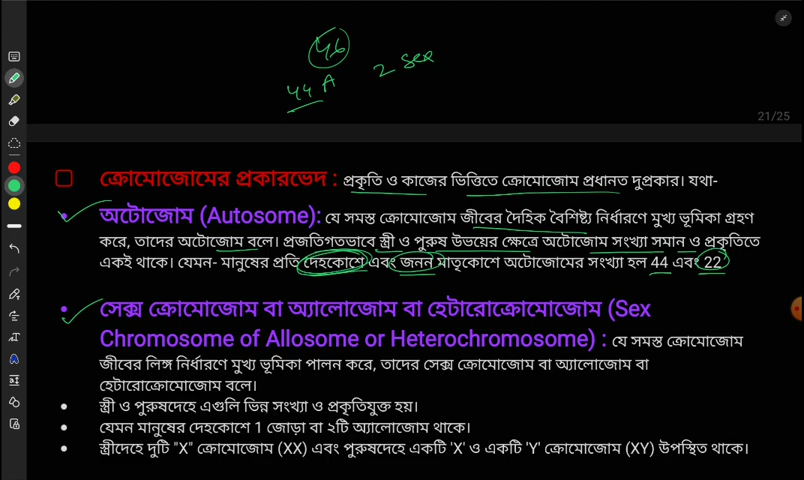 46
44 A 2 sex
21/25
ক্রোমোজোমের প্রকারভেদ : প্রকৃতি ও কাজের ভিত্তিতে ক্রোমোজোম প্রধানত দুপ্রকার। যথা-
• অটোজোম (Autosome): যে সমস্ত ক্রোমোজোম জীবের দৈহিক বৈশিষ্ট্য নির্ধারণে মুখ্য ভূমিকা গ্রহণ
করে, তাদের অটোজোম বলে। প্রজতিগতভাবে স্ত্রী ও পুরুষ উভয়ের ক্ষেত্রে অটোজোম সংখ্যা সমান ও প্রকৃতিতে
একই থাকে। যেমন- মানুষের প্রতি দেহকোশে এবং জনন মাতৃকোশে অটোজোমের সংখ্যা হল 44 এবং 22
• সেক্স ক্রোমোজোম বা অ্যালোজোম বা হেটারোক্রোমোজোম (Sex
Chromosome of Allosome or Heterochromosome) : যে সমস্ত ক্রোমোজোম
জীবের লিঙ্গ নির্ধারণে মুখ্য ভূমিকা পালন করে, তাদের সেক্স ক্রোমোজোম বা অ্যালোজোম বা
হেটারোক্রোমোজোম বলে।
• স্ত্রী ও পুরুষদেহে এগুলি ভিন্ন সংখ্যা ও প্রকৃতিযুক্ত হয়।
• যেমন মানুষের দেহকোশে 1 জোড়া বা ২টি অ্যালোজোম থাকে।
• স্ত্রীদেহে দুটি "X" ক্রোমোজোম (XX) এবং পুরুষদেহে একটি 'X' ও একটি 'Y' ক্রোমোজোম (XY) উপস্থিত থাকে।